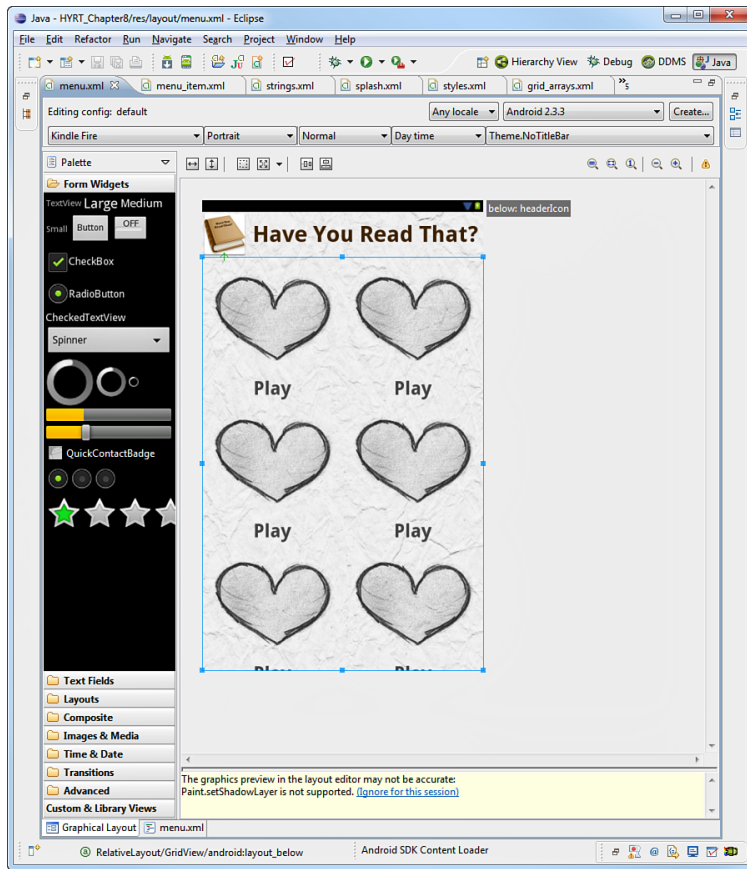 Java - HYRT_Chapter8/res/layout/menu.xml - Eclipse
File Edit Refactor Run Navigate Search Project Window Help
Hierarchy View Debug DDMS Java
menu.xml menu_item.xml strings.xml splash.xml styles.xml grid_arrays.xml »5
Editing config: default Any locale Android 2.3.3 Create...
Kindle Fire Portrait Normal Day time Theme.NoTitleBar
Palette
Form Widgets
TextView Large Medium
Small Button OFF
CheckBox
RadioButton
CheckedTextView
Spinner
QuickContactBadge
Text Fields
Layouts
Composite
Images & Media
Time & Date
Transitions
Advanced
Custom & Library Views
below: headerIcon
Have You Read That?
Play Play
Play Play
Play Play
The graphics preview in the layout editor may not be accurate:
Paint.setShadowLayer is not supported. (Ignore for this session)
Graphical Layout menu.xml
RelativeLayout/GridView/android:layout_below Android SDK Content Loader